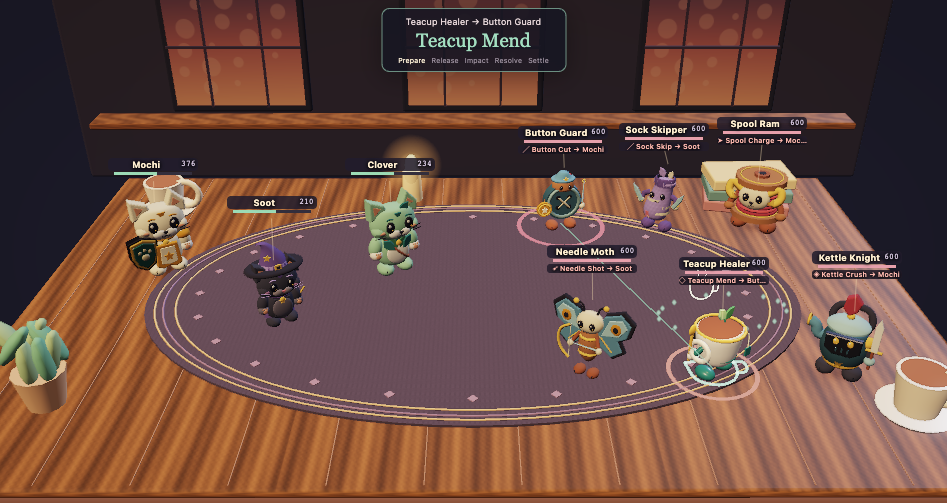 Teacup Healer → Button Guard
Teacup Mend
Prepare Release Impact Resolve Settle
Mochi 376
Soot 210
Clover 234
Button Guard 600
⟋ Button Cut → Mochi
Sock Skipper 600
⟋ Sock Skip → Soot
Spool Ram 600
➤ Spool Charge → Moc...
Needle Moth 600
➶ Needle Shot → Soot
Teacup Healer 600
◇ Teacup Mend → But...
Kettle Knight 600
◈ Kettle Crush → Mochi